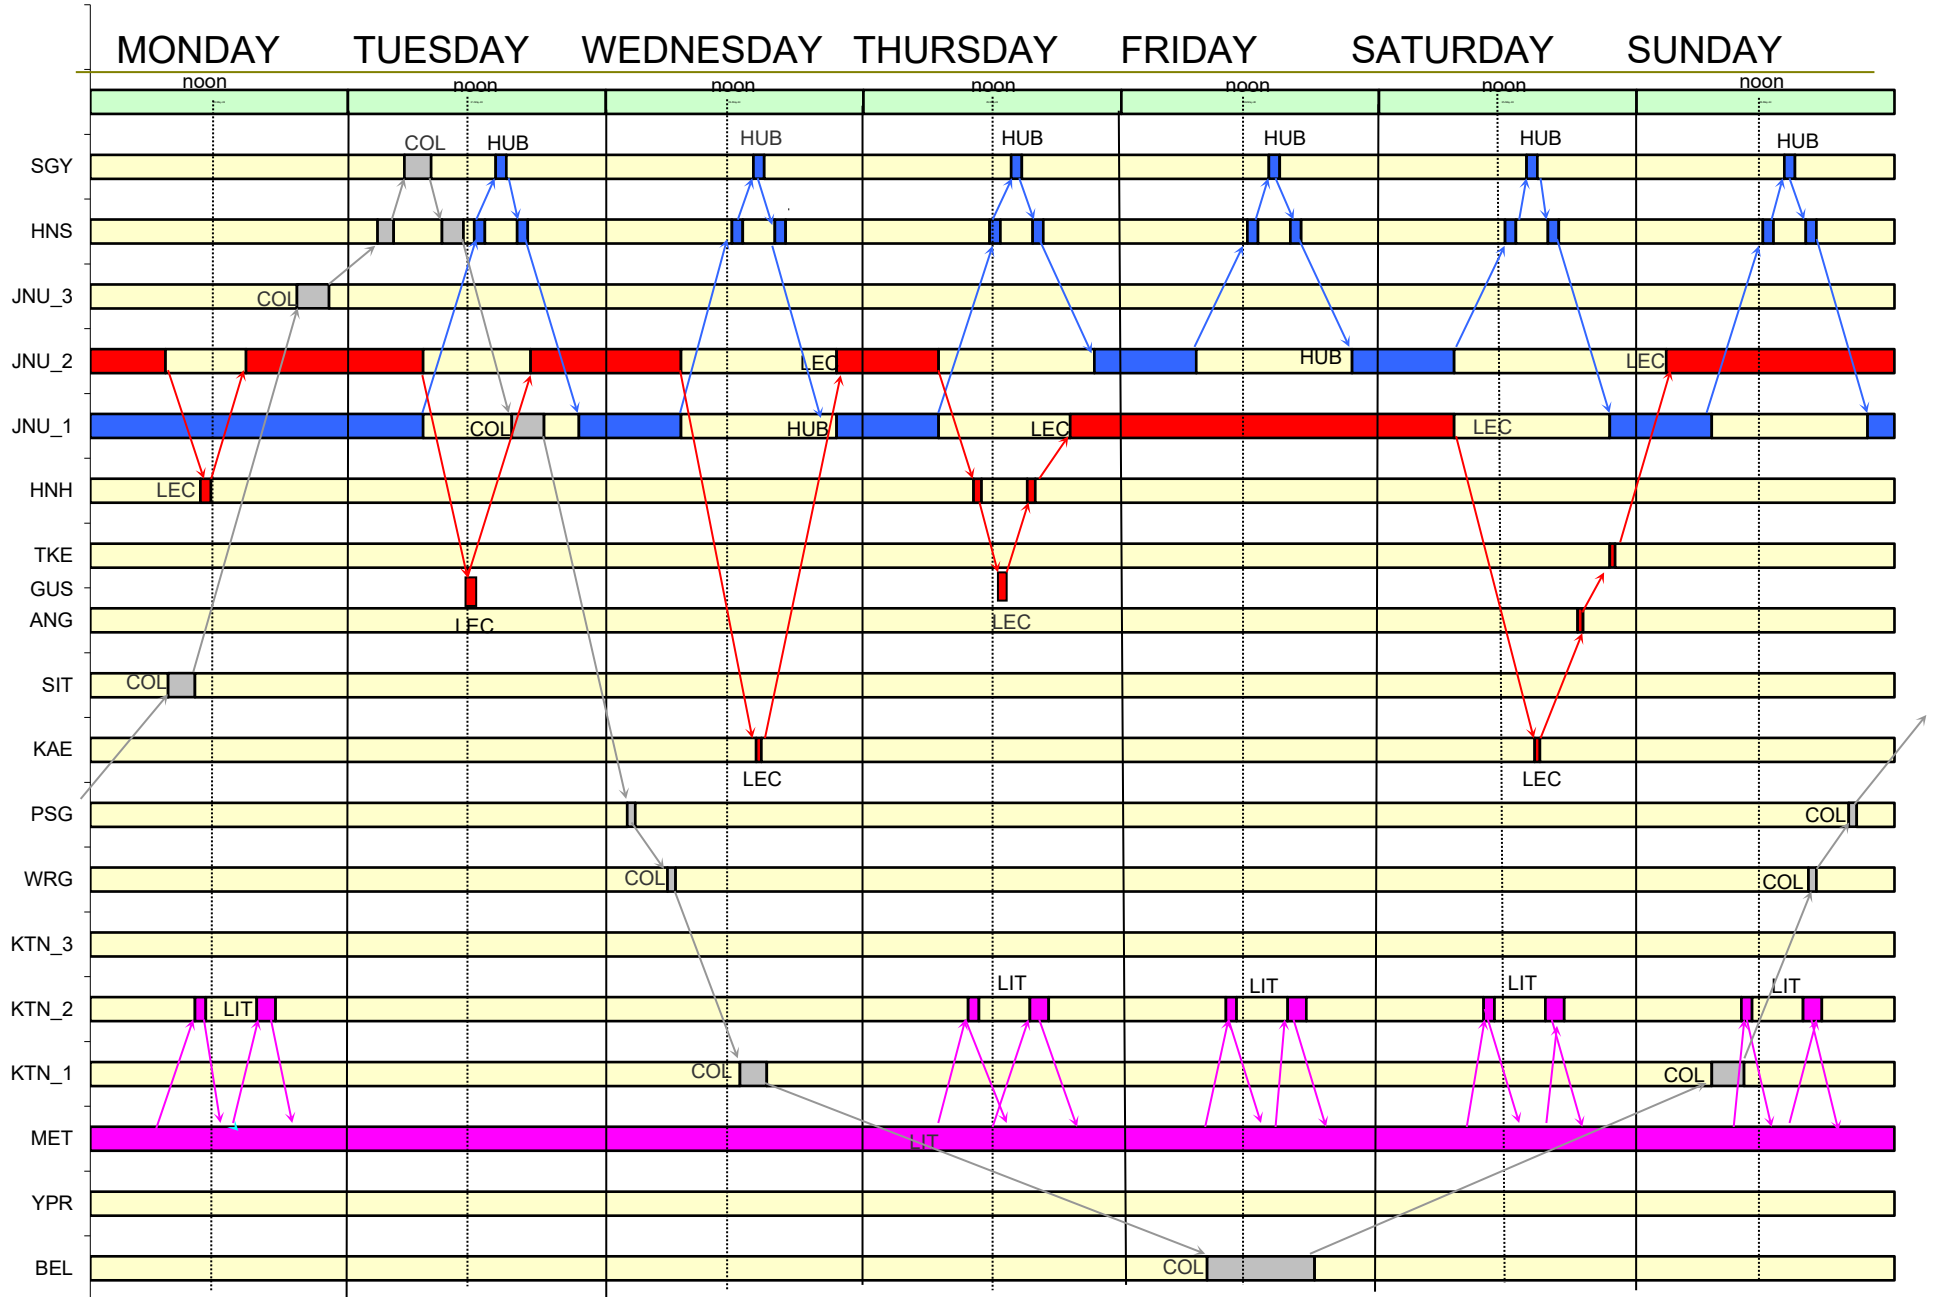 MONDAY TUESDAY WEDNESDAY THURSDAY FRIDAY SATURDAY SUNDAY
noon noon noon noon noon noon noon
COL HUB HUB HUB HUB HUB HUB
SGY
HNS
JNU_3 COL
JNU_2 LEC HUB LEC
JNU_1 COL HUB LEC LEC
HNH LEC
TKE
GUS
ANG LEC LEC
SIT COL
KAE
LEC LEC
PSG COL
WRG COL COL
KTN_3
LIT LIT LIT LIT
KTN_2 LIT
KTN_1 COL COL
MET LIT
YPR
BEL COL